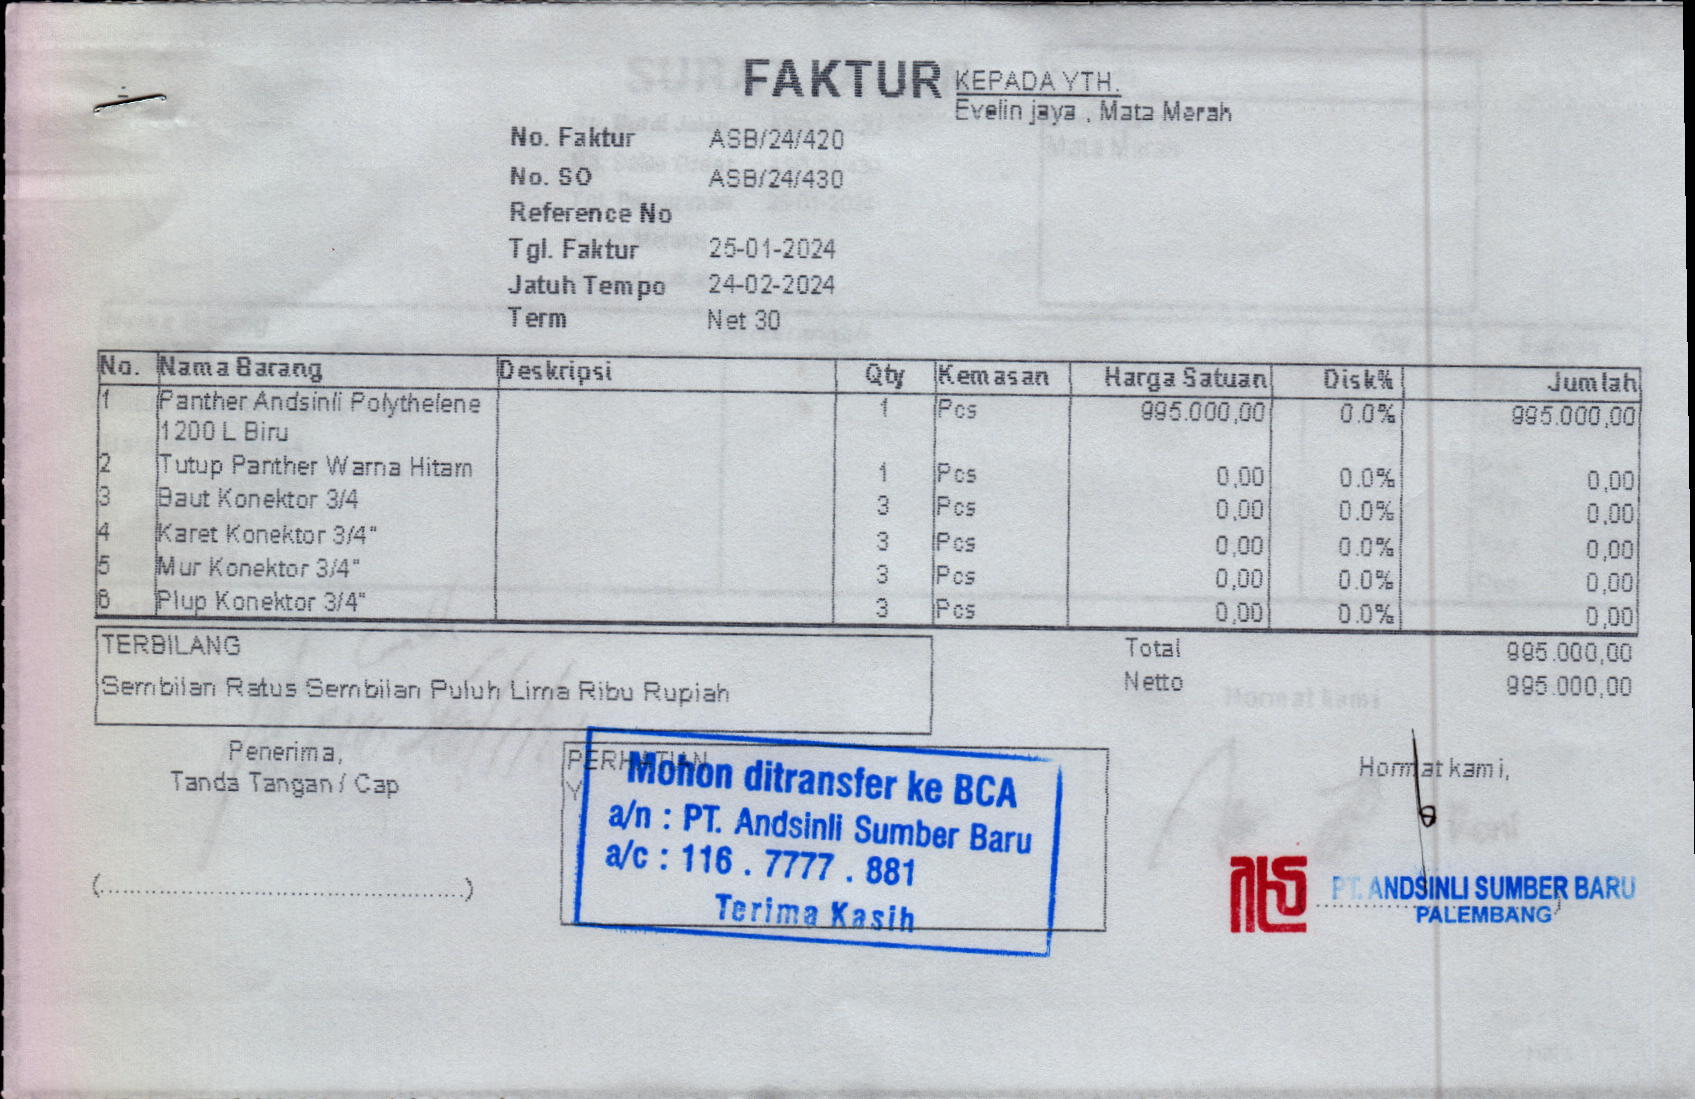 FAKTUR
KEPADA YTH.
Evelin jaya , Mata Merah
No. Faktur ASB/24/420
No. SO ASB/24/430
Reference No
Tgl. Faktur 25-01-2024
Jatuh Tempo 24-02-2024
Term Net 30
No. Nama Barang Deskripsi Qty Kemasan Harga Satuan Disk% Jumlah
1 Panther Andsinli Polythelene 1 Pcs 995.000,00 0.0% 995.000,00
1200 L Biru
2 Tutup Panther Warna Hitam 1 Pcs 0,00 0.0% 0,00
3 Baut Konektor 3/4 3 Pcs 0,00 0.0% 0,00
4 Karet Konektor 3/4" 3 Pcs 0,00 0.0% 0,00
5 Mur Konektor 3/4" 3 Pcs 0,00 0.0% 0,00
6 Plup Konektor 3/4" 3 Pcs 0,00 0.0% 0,00
TERBILANG
Sembilan Ratus Sembilan Puluh Lima Ribu Rupiah
Total 995.000,00
Netto 995.000,00
Penerima,
Tanda Tangan / Cap
(............................................)
PERHATIAN
Mohon ditransfer ke BCA
a/n : PT. Andsinli Sumber Baru
a/c : 116 . 7777 . 881
Terima Kasih
Hormat kami,
PT. ANDSINLI SUMBER BARU
PALEMBANG